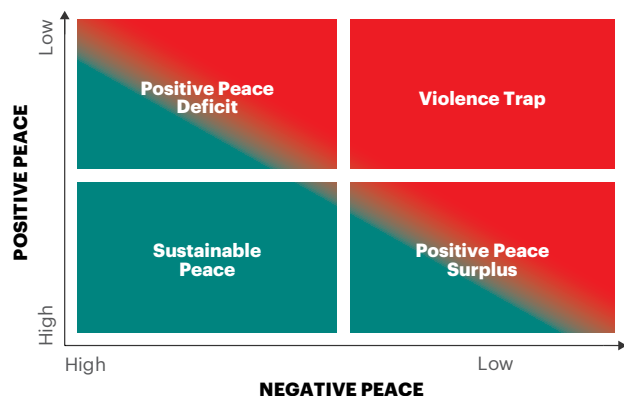 Low
Positive Peace
Deficit
Violence Trap
POSITIVE PEACE
Sustainable
Peace
Positive Peace
Surplus
High
High
Low
NEGATIVE PEACE